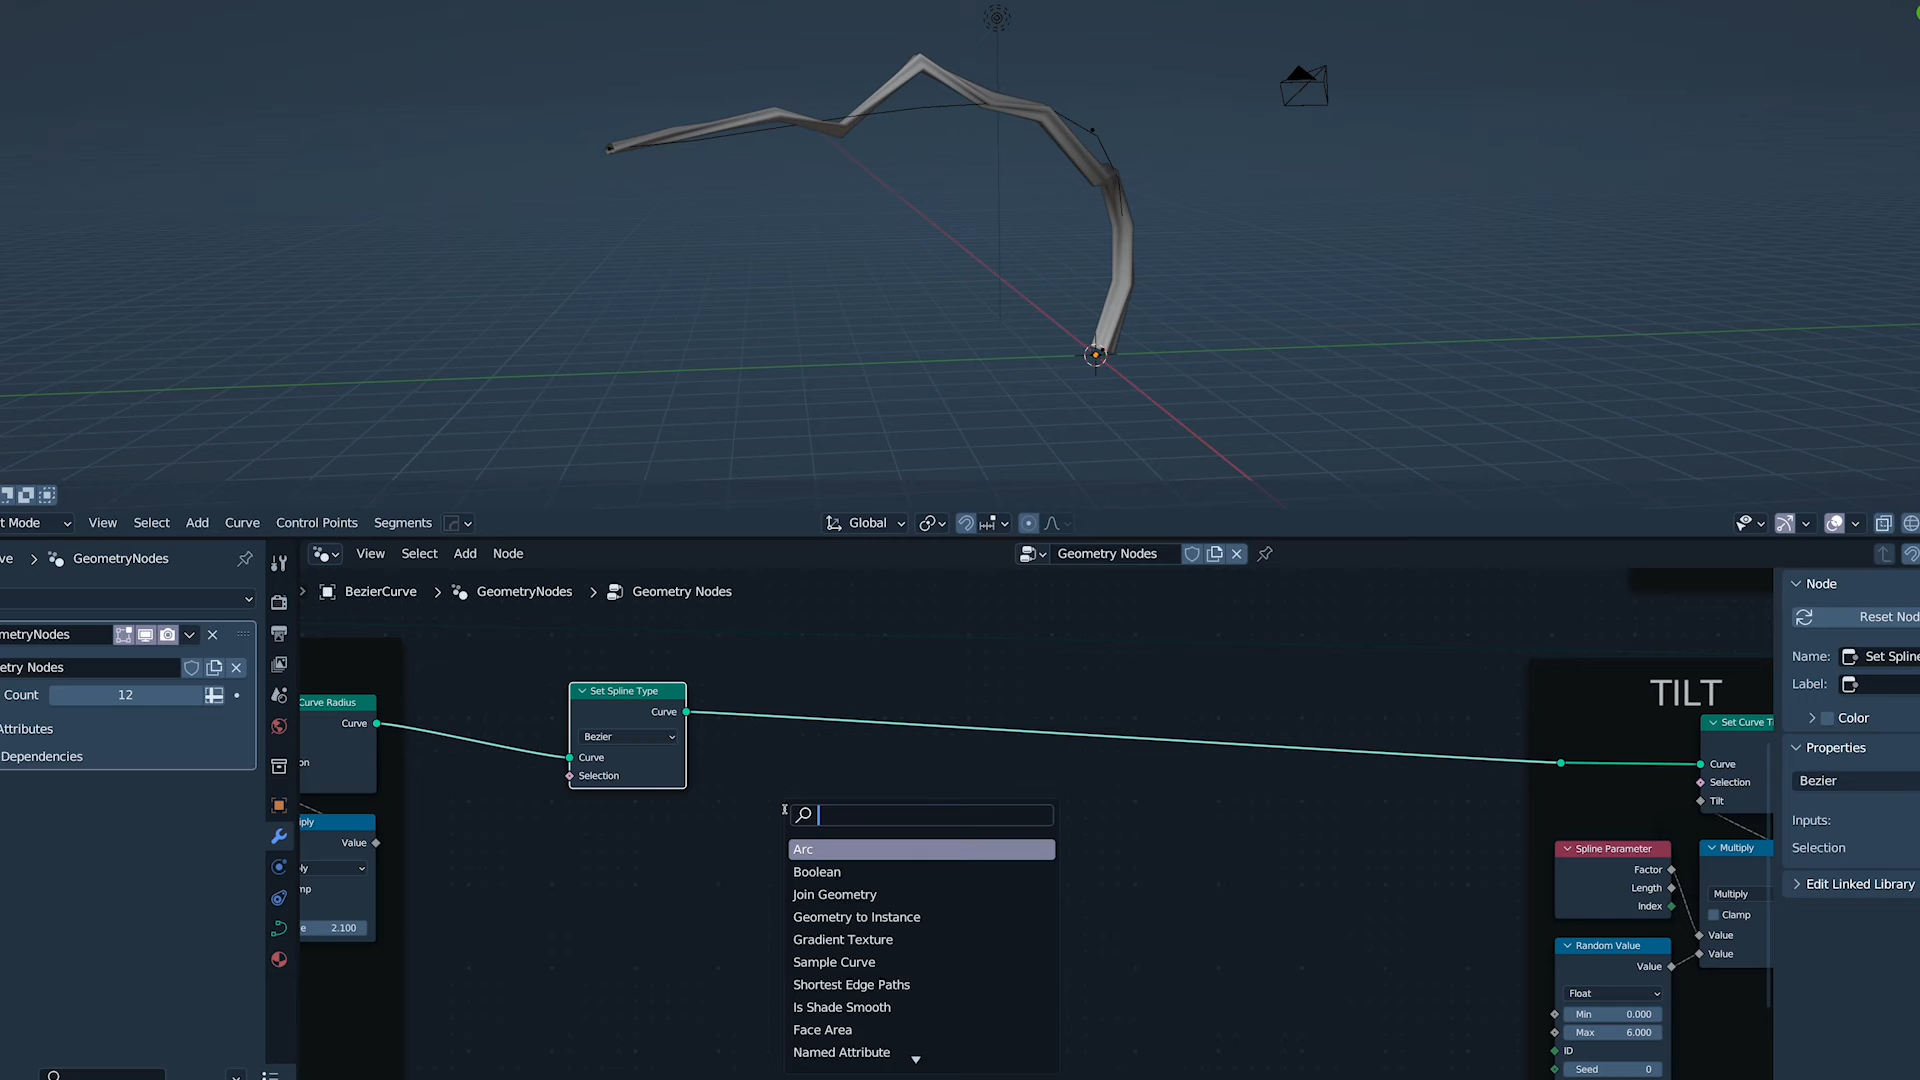 t Mode View Select Add Curve Control Points Segments Global
ve GeometryNodes
View Select Add Node Geometry Nodes
BezierCurve GeometryNodes Geometry Nodes
metryNodes
etry Nodes
Count 12
Attributes
Dependencies
Curve Radius
Curve
on
ply
Value
ly
mp
e 2.100
Set Spline Type
Curve
Bezier
Curve
Selection
Arc
Boolean
Join Geometry
Geometry to Instance
Gradient Texture
Sample Curve
Shortest Edge Paths
Is Shade Smooth
Face Area
Named Attribute
TILT
Set Curve Ti
Curve
Selection
Tilt
Spline Parameter
Factor
Length
Index
Multiply
Multiply
Clamp
Value
Value
Random Value
Value
Float
Min 0.000
Max 6.000
ID
Seed 0
Node
Reset Nod
Name: Set Spline
Label:
Color
Properties
Bezier
Inputs:
Selection
Edit Linked Library